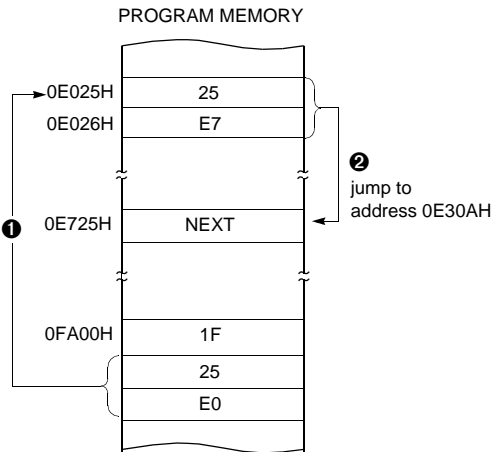 PROGRAM MEMORY
0E025H 25
0E026H E7
❷
jump to
address 0E30AH
❶ 0E725H NEXT
0FA00H 1F
25
E0